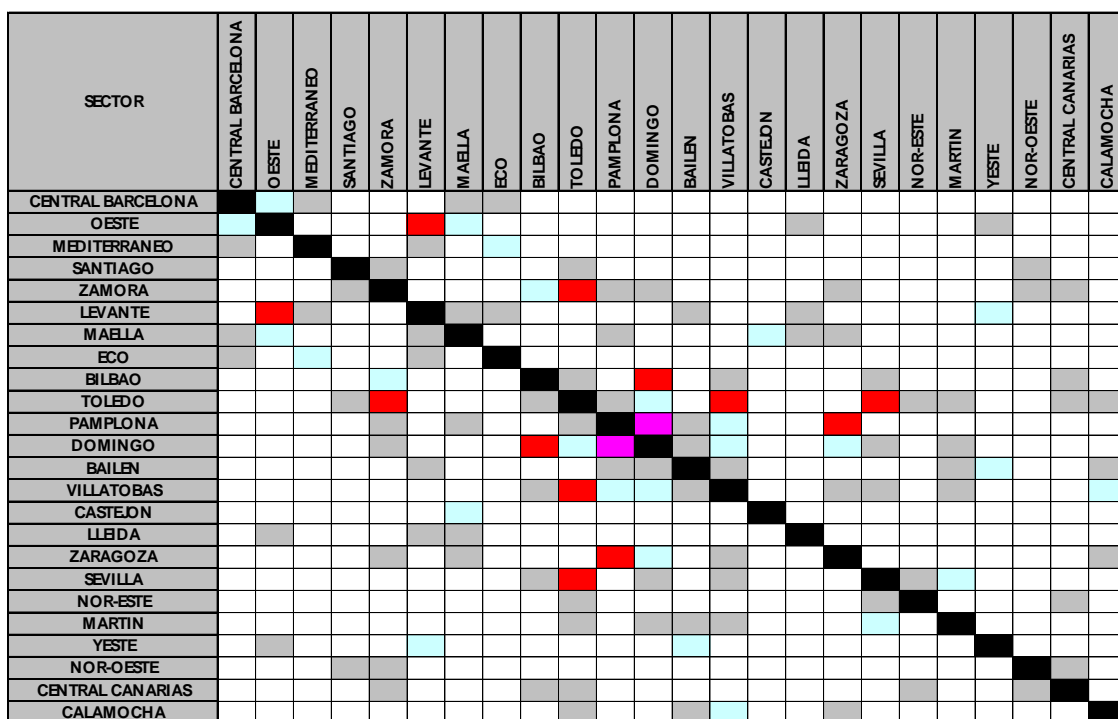 SECTOR
CENTRAL BARCELONA
OESTE
MEDITERRANEO
SANTIAGO
ZAMORA
LEVANTE
MAELLA
ECO
BILBAO
TOLEDO
PAMPLONA
DOMINGO
BAILEN
VILLATOBAS
CASTEJON
LLEIDA
ZARAGOZA
SEVILLA
NOR-ESTE
MARTIN
YESTE
NOR-OESTE
CENTRAL CANARIAS
CALAMOCHA
CENTRAL BARCELONA
OESTE
MEDITERRANEO
SANTIAGO
ZAMORA
LEVANTE
MAELLA
ECO
BILBAO
TOLEDO
PAMPLONA
DOMINGO
BAILEN
VILLATOBAS
CASTEJON
LLEIDA
ZARAGOZA
SEVILLA
NOR-ESTE
MARTIN
YESTE
NOR-OESTE
CENTRAL CANARIAS
CALAMOCHA